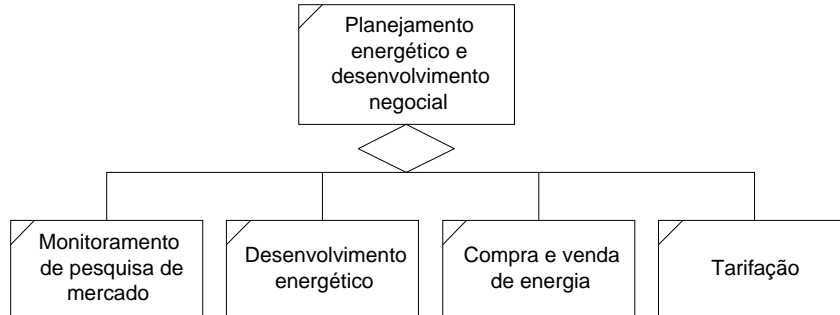 Planejamento
energético e
desenvolvimento
negocial
Monitoramento
de pesquisa de
mercado
Desenvolvimento
energético
Compra e venda
de energia
Tarifação